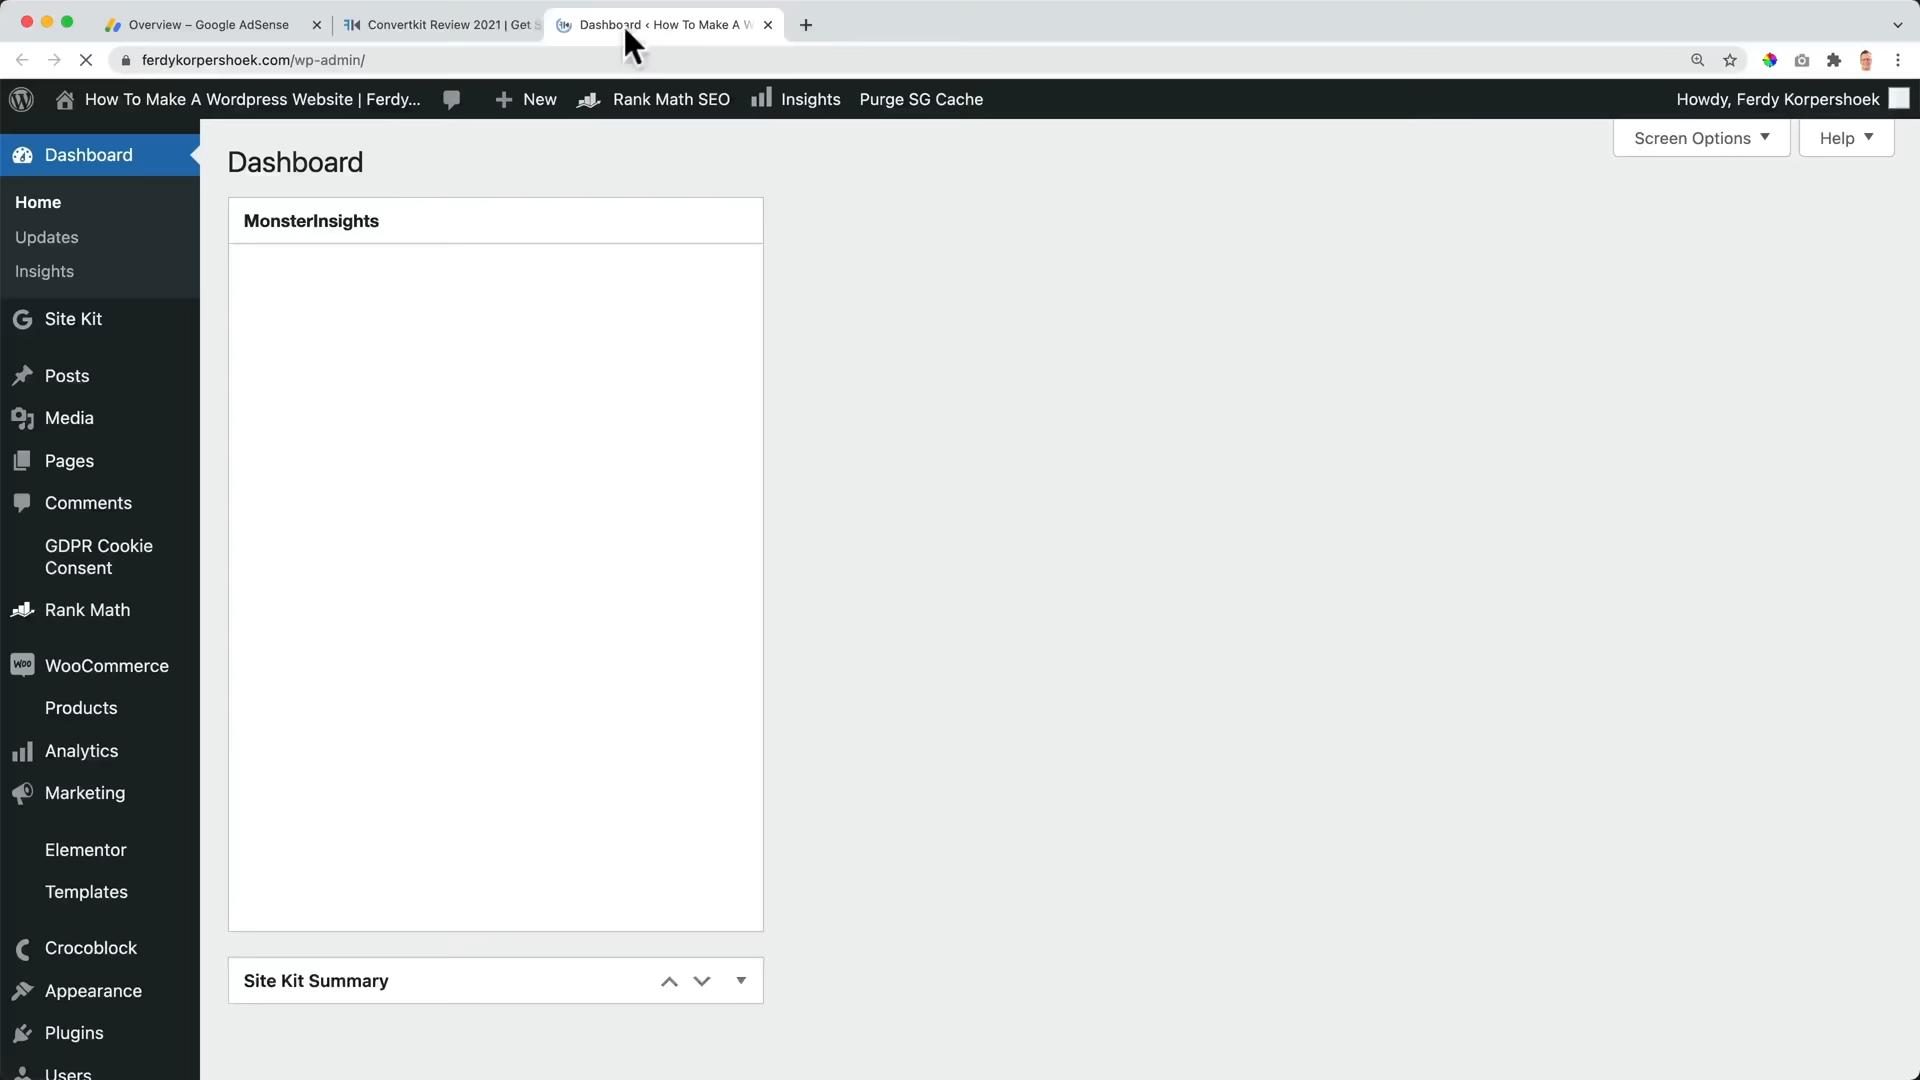 Overview – Google AdSense
Convertkit Review 2021 | Get
Dashboard ‹ How To Make A W
ferdykorpershoek.com/wp-admin/
How To Make A Wordpress Website | Ferdy...
New
Rank Math SEO
Insights
Purge SG Cache
Howdy, Ferdy Korpershoek
Dashboard
Home
Updates
Insights
Site Kit
Posts
Media
Pages
Comments
GDPR Cookie
Consent
Rank Math
Woo
WooCommerce
Products
Analytics
Marketing
Elementor
Templates
Crocoblock
Appearance
Plugins
Users
Screen Options
Help
Dashboard
MonsterInsights
Site Kit Summary